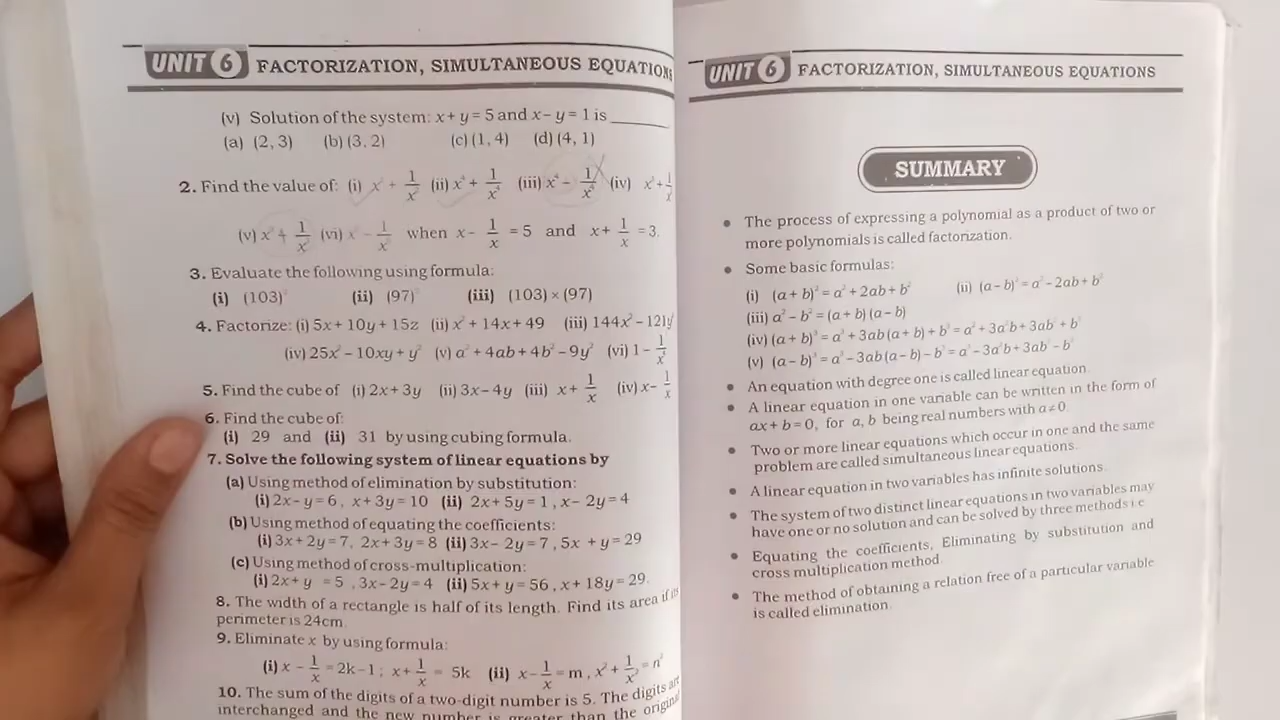 UNIT 6 FACTORIZATION, SIMULTANEOUS EQUATIONS
(v) Solution of the system: x + y = 5 and x – y = 1 is ______
(a) (2, 3) (b) (3, 2) (c) (1, 4) (d) (4, 1)
2. Find the value of: (i) x + 1/x (ii) x + 1/x (iii) x – 1/x (iv) x + 1/x
(v) x + 1/x (vi) x – 1/x when x – 1/x = 5 and x + 1/x = 3.
3. Evaluate the following using formula:
(i) (103)² (ii) (97)² (iii) (103) × (97)
4. Factorize: (i) 5x + 10y + 15z (ii) x² + 14x + 49 (iii) 144x² – 121y²
(iv) 25x² – 10xy + y² (v) a² + 4ab + 4b² – 9y² (vi) 1 – 1/x
5. Find the cube of (i) 2x + 3y (ii) 3x – 4y (iii) x + 1/x (iv) x – 1/x
6. Find the cube of:
(i) 29 and (ii) 31 by using cubing formula.
7. Solve the following system of linear equations by
(a) Using method of elimination by substitution:
(i) 2x – y = 6 , x + 3y = 10 (ii) 2x + 5y = 1 , x – 2y = 4
(b) Using method of equating the coefficients:
(i) 3x + 2y = 7, 2x + 3y = 8 (ii) 3x – 2y = 7 , 5x + y = 29
(c) Using method of cross-multiplication:
(i) 2x + y = 5 , 3x – 2y = 4 (ii) 5x + y = 56 , x + 18y = 29.
8. The width of a rectangle is half of its length. Find its area if its
perimeter is 24cm.
9. Eliminate x by using formula:
(i) x – 1/x = 2k – 1 ; x + 1/x = 5k (ii) x – 1/x = m , x² + 1/x² = n²
10. The sum of the digits of a two-digit number is 5. The digits are
interchanged and the new number is greater than the original
UNIT 6 FACTORIZATION, SIMULTANEOUS EQUATIONS
SUMMARY
• The process of expressing a polynomial as a product of two or
more polynomials is called factorization.
• Some basic formulas:
(i) (a + b)² = a² + 2ab + b² (ii) (a – b)² = a² – 2ab + b²
(iii) a² – b² = (a + b) (a – b)
(iv) (a + b)³ = a³ + 3ab(a + b) + b³ = a³ + 3a²b + 3ab² + b³
(v) (a – b)³ = a³ – 3ab(a – b) – b³ = a³ – 3a²b + 3ab² – b³
• An equation with degree one is called linear equation.
• A linear equation in one variable can be written in the form of
ax + b = 0, for a, b being real numbers with a ≠ 0.
• Two or more linear equations which occur in one and the same
problem are called simultaneous linear equations.
• A linear equation in two variables has infinite solutions.
• The system of two distinct linear equations in two variables may
have one or no solution and can be solved by three methods i.e
• Equating the coefficients, Eliminating by substitution and
cross multiplication method.
• The method of obtaining a relation free of a particular variable
is called elimination.